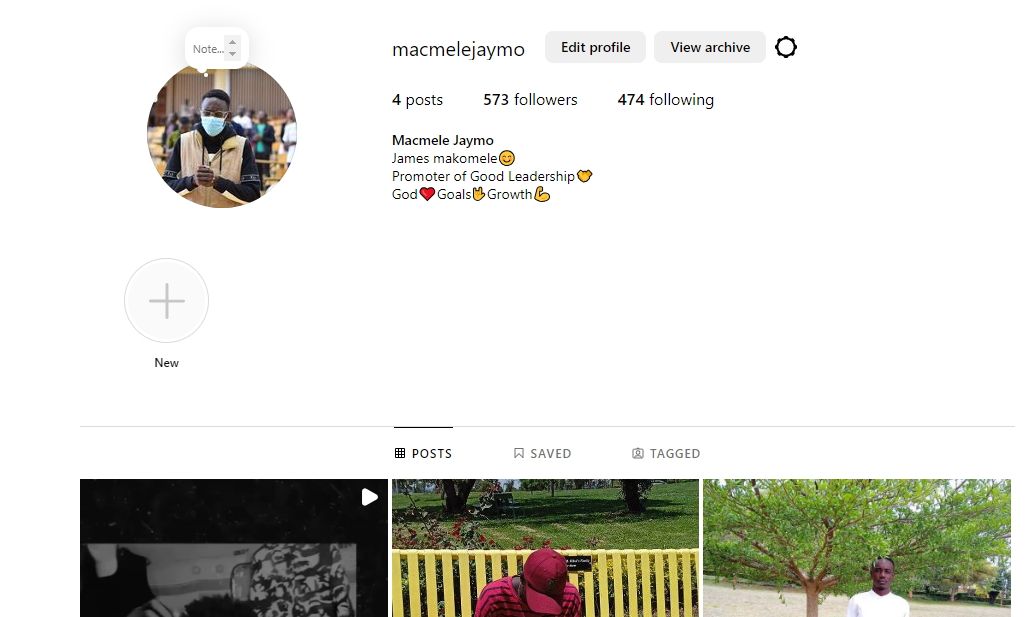 Note...
macmelejaymo Edit profile View archive
4 posts 573 followers 474 following
Macmele Jaymo
James makomele😊
Promoter of Good Leadership🤝
God❤️Goals🤟Growth💪
New
POSTS SAVED TAGGED